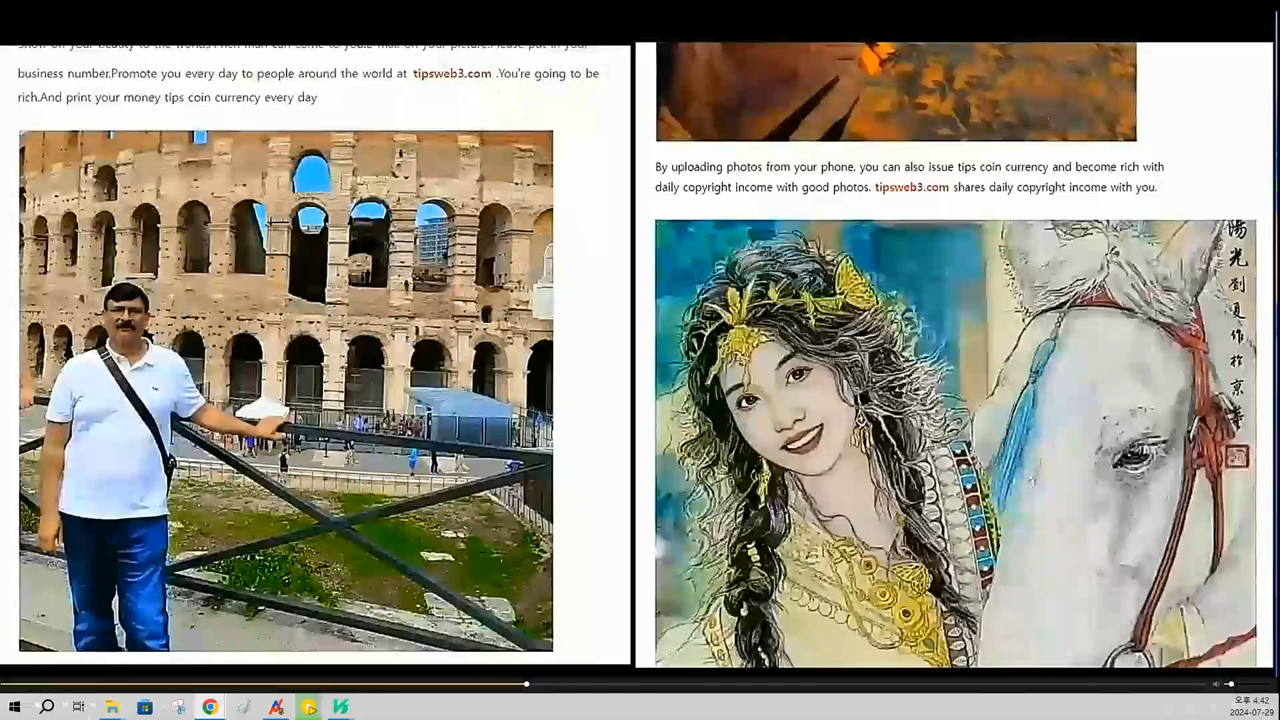 business number.Promote you every day to people around the world at tipsweb3.com .You're going to be
rich.And print your money tips coin currency every day
By uploading photos from your phone, you can also issue tips coin currency and become rich with
daily copyright income with good photos. tipsweb3.com shares daily copyright income with you.
오후 4:42
2024-07-29